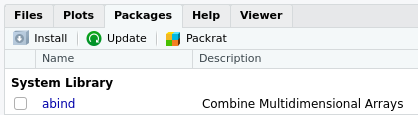 Files Plots Packages Help Viewer
Install Update Packrat
Name Description
System Library
abind Combine Multidimensional Arrays